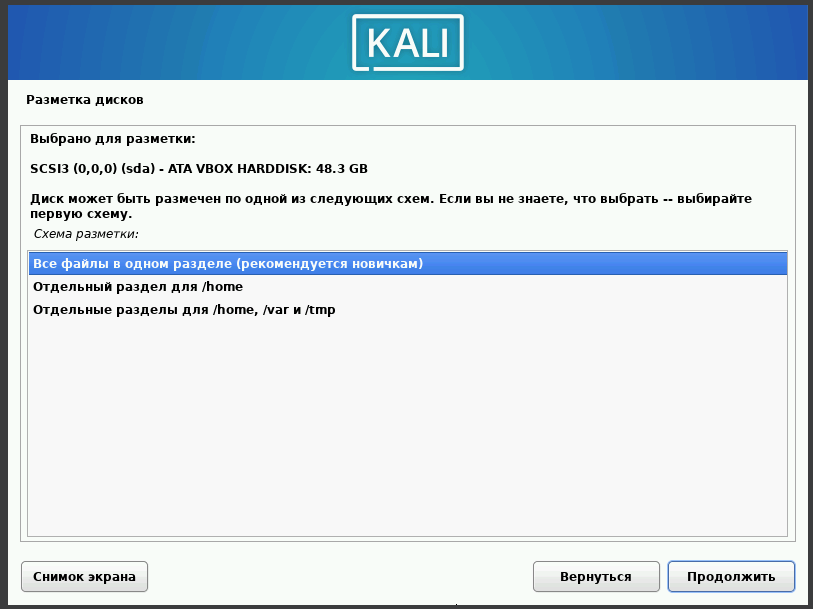 KALI
Разметка дисков
Выбрано для разметки:
SCSI3 (0,0,0) (sda) - ATA VBOX HARDDISK: 48.3 GB
Диск может быть размечен по одной из следующих схем. Если вы не знаете, что выбрать -- выбирайте
первую схему.
Схема разметки:
Все файлы в одном разделе (рекомендуется новичкам)
Отдельный раздел для /home
Отдельные разделы для /home, /var и /tmp
Снимок экрана
Вернуться
Продолжить